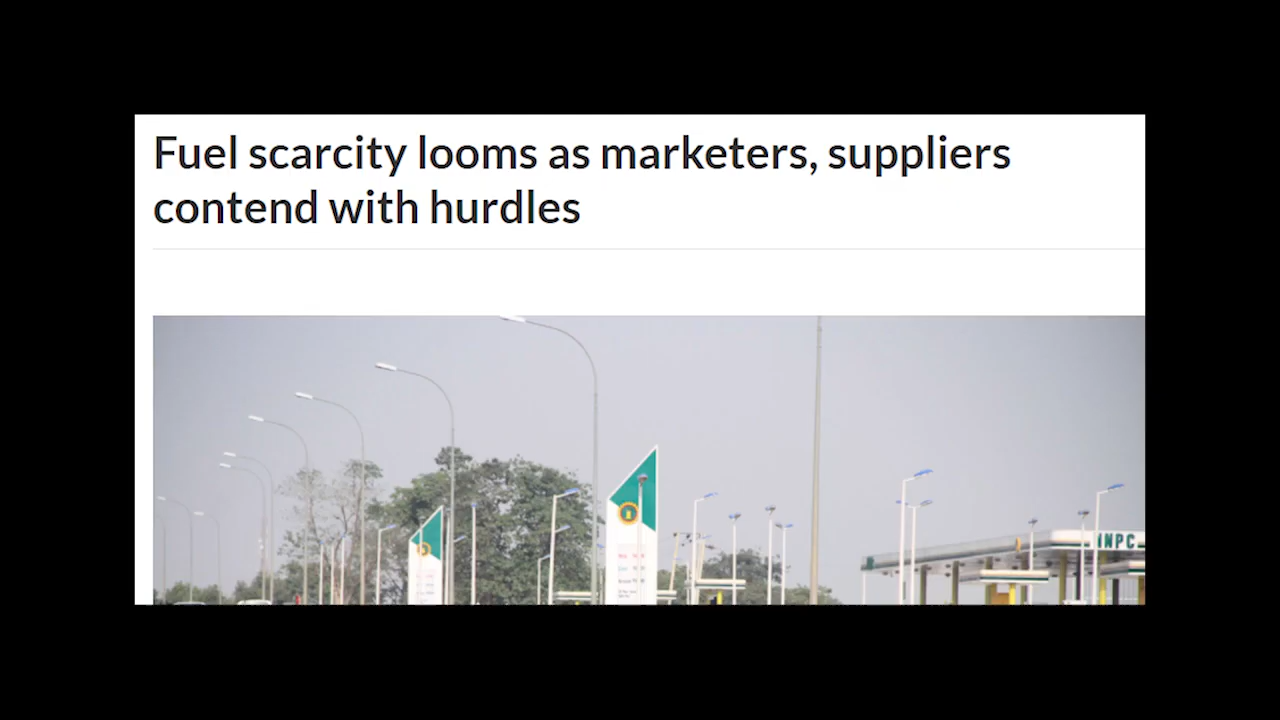 Fuel scarcity looms as marketers, suppliers
contend with hurdles
NNPC